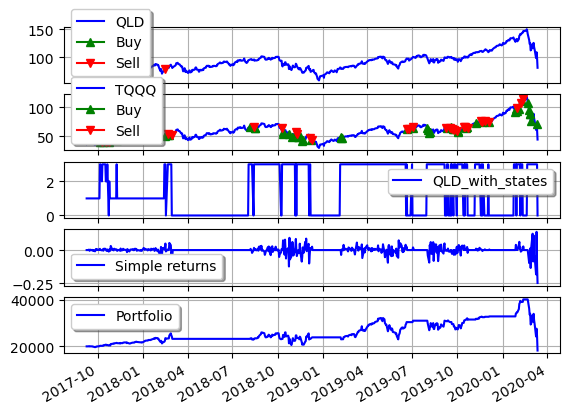 QLD
Buy
Sell
150
100
TQQQ
Buy
Sell
100
50
QLD_with_states
2
0
Simple returns
0.00
−0.25
Portfolio
40000
20000
2017-10
2018-01
2018-04
2018-07
2018-10
2019-01
2019-04
2019-07
2019-10
2020-01
2020-04